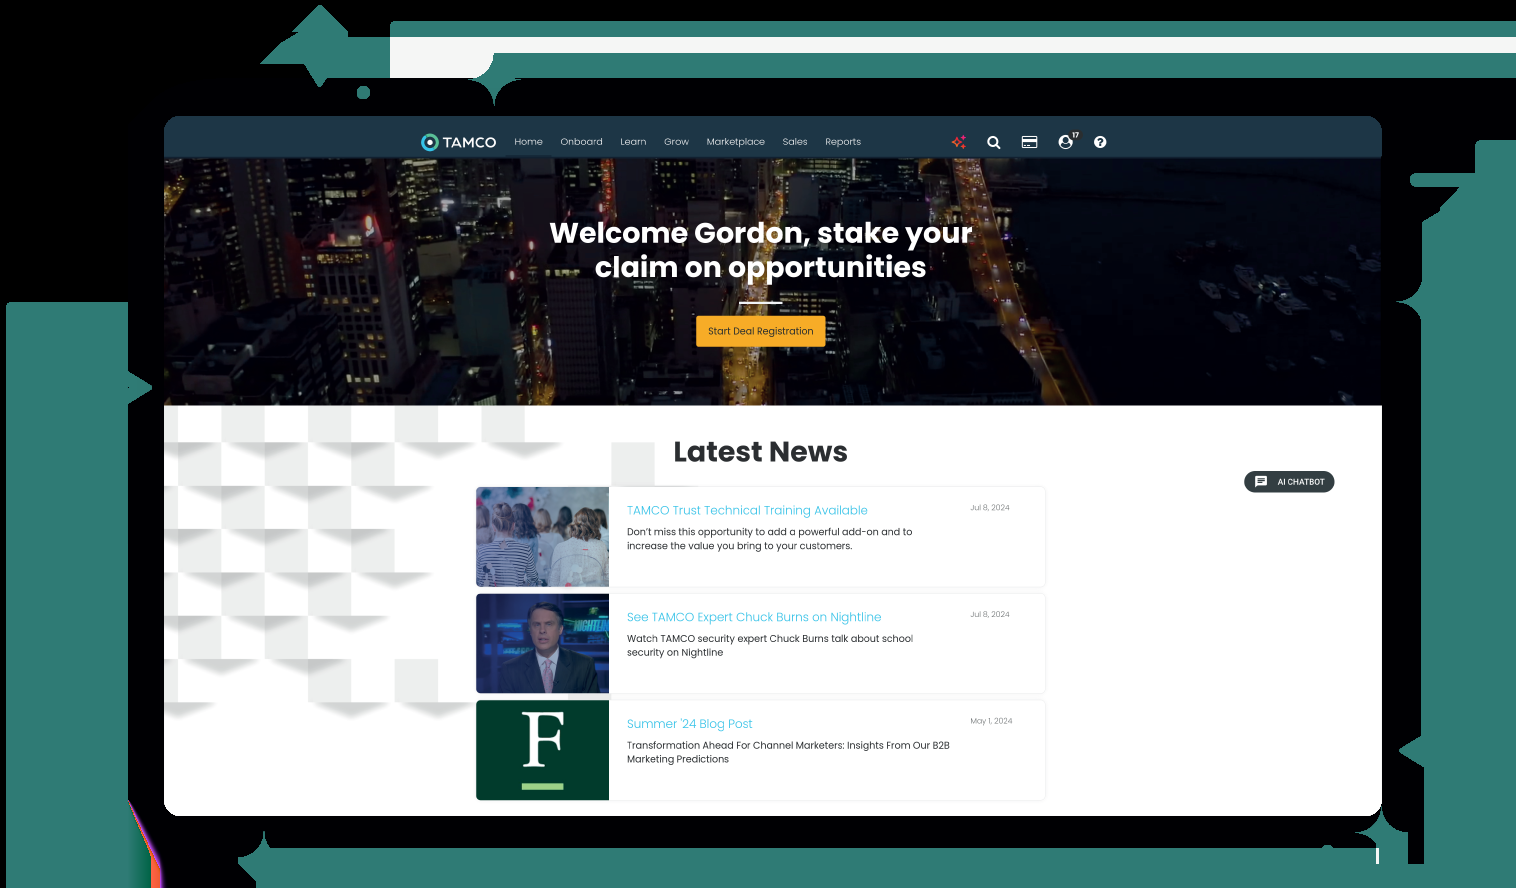 TAMCO Home Onboard Learn Grow Marketplace Sales Reports 17
Welcome Gordon, stake your
claim on opportunities
Start Deal Registration
Latest News
AI CHATBOT
TAMCO Trust Technical Training Available
Jul 8, 2024
Don't miss this opportunity to add a powerful add-on and to
increase the value you bring to your customers.
See TAMCO Expert Chuck Burns on Nightline
Jul 8, 2024
Watch TAMCO security expert Chuck Burns talk about school
security on Nightline
F
Summer '24 Blog Post
May 1, 2024
Transformation Ahead For Channel Marketers: Insights From Our B2B
Marketing Predictions